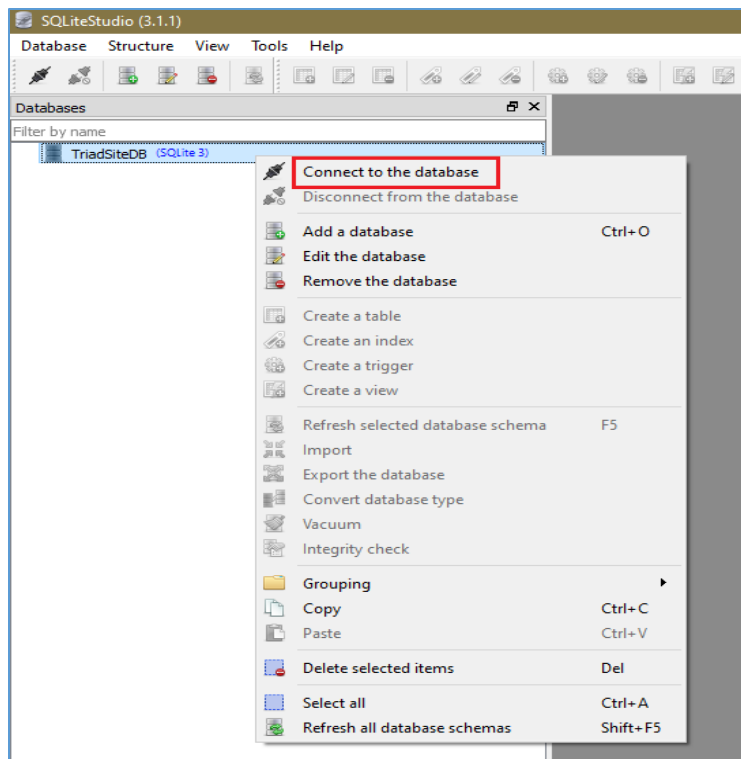 SQLiteStudio (3.1.1)
Database Structure View Tools Help
Databases
Filter by name
TriadSiteDB (SQLite 3)
Connect to the database
Disconnect from the database
Add a database Ctrl+O
Edit the database
Remove the database
Create a table
Create an index
Create a trigger
Create a view
Refresh selected database schema F5
Import
Export the database
Convert database type
Vacuum
Integrity check
Grouping
Copy Ctrl+C
Paste Ctrl+V
Delete selected items Del
Select all Ctrl+A
Refresh all database schemas Shift+F5